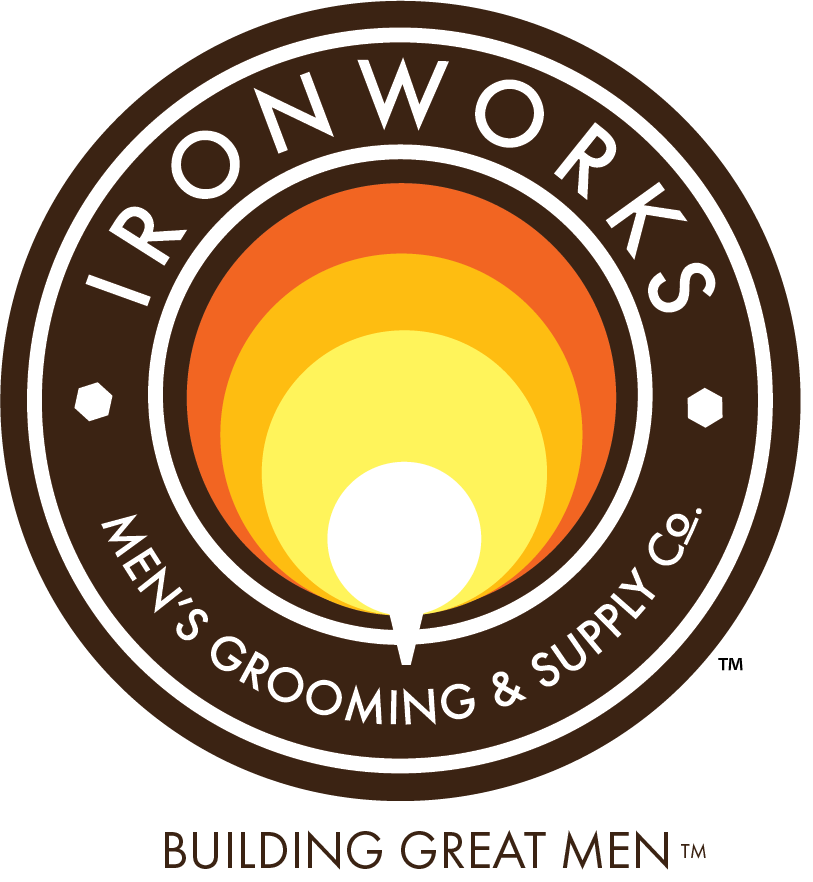 IRONWORKS
MEN'S GROOMING & SUPPLY Co.
TM
BUILDING GREAT MEN TM